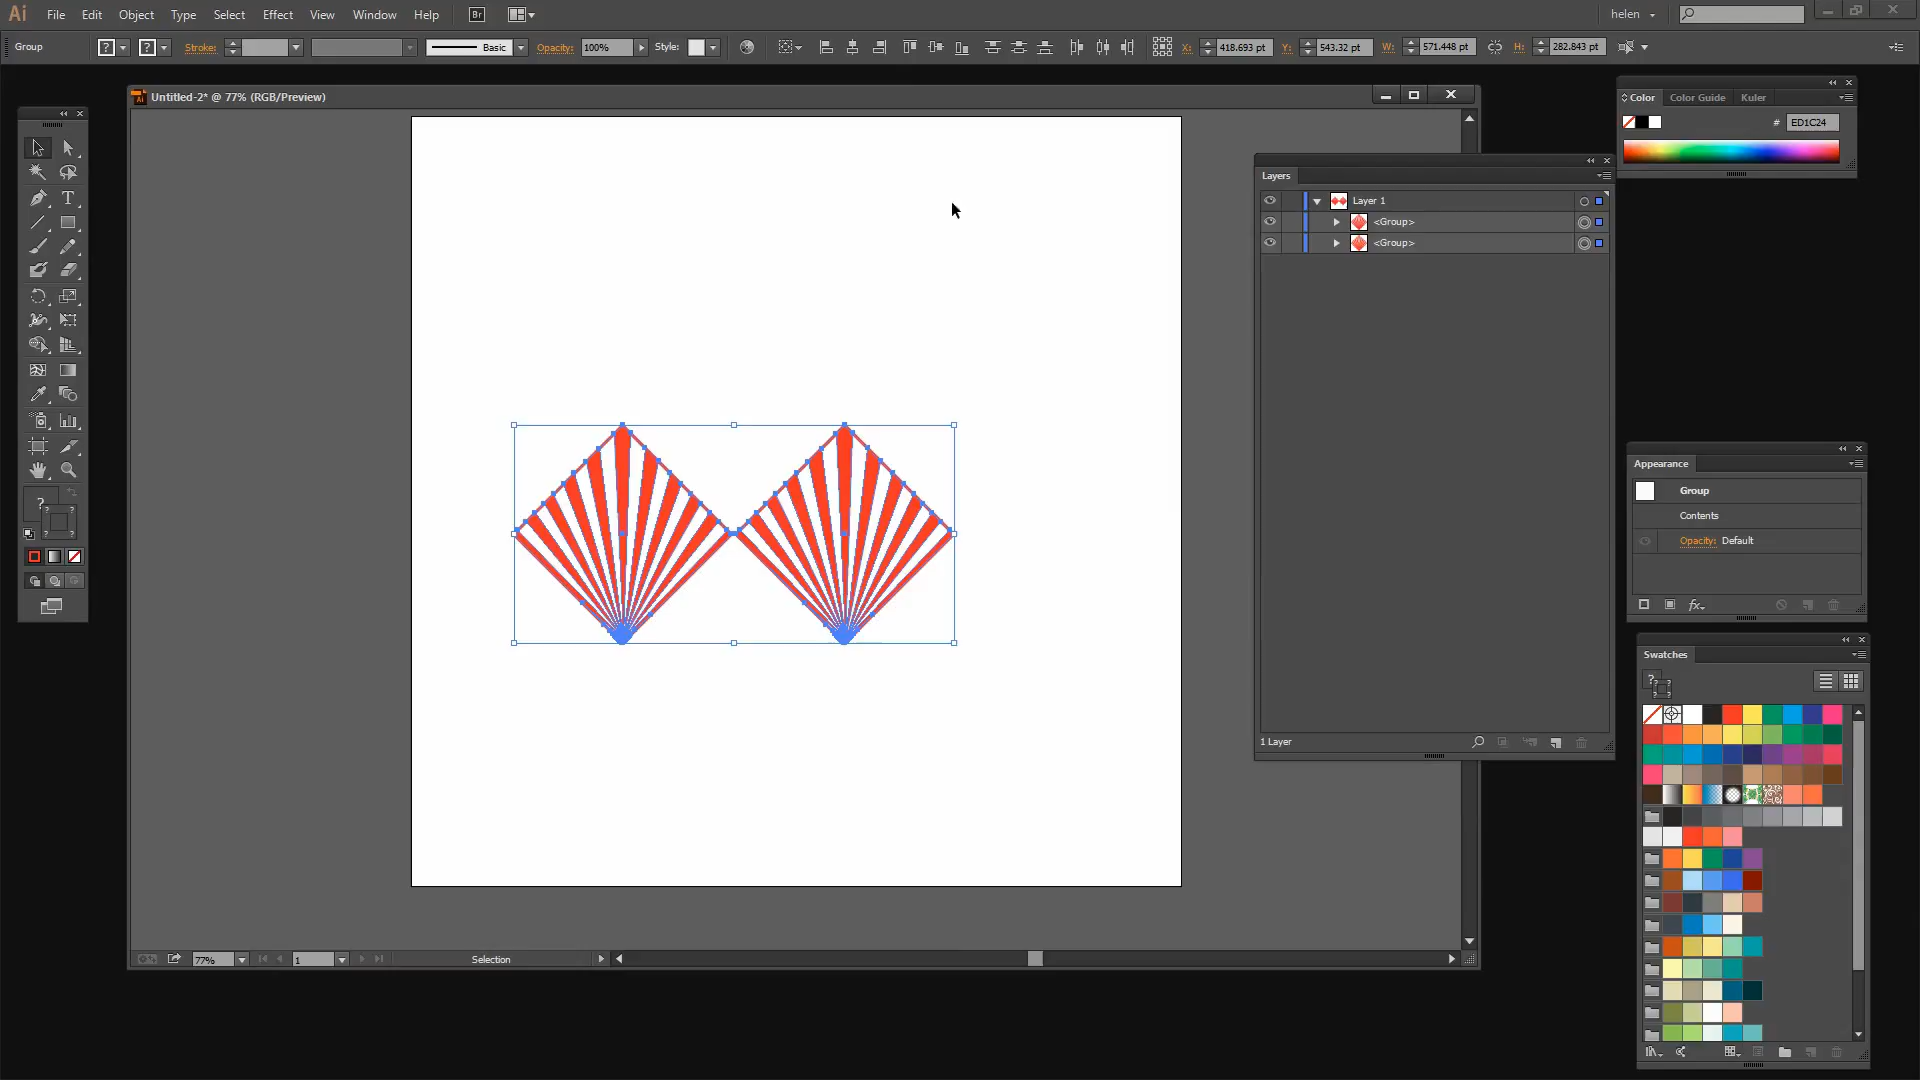 Ai File Edit Object Type Select Effect View Window Help Br helen
Group ? ? Stroke: Basic Opacity: 100% Style: X: 418.693 pt Y: 543.32 pt W: 571.448 pt H: 282.843 pt
Untitled-2* @ 77% (RGB/Preview)
Color Color Guide Kuler
# ED1C24
Layers
Layer 1
<Group>
<Group>
1 Layer
Appearance
Group
Contents
Opacity: Default
fx
Swatches
77% 1 Selection